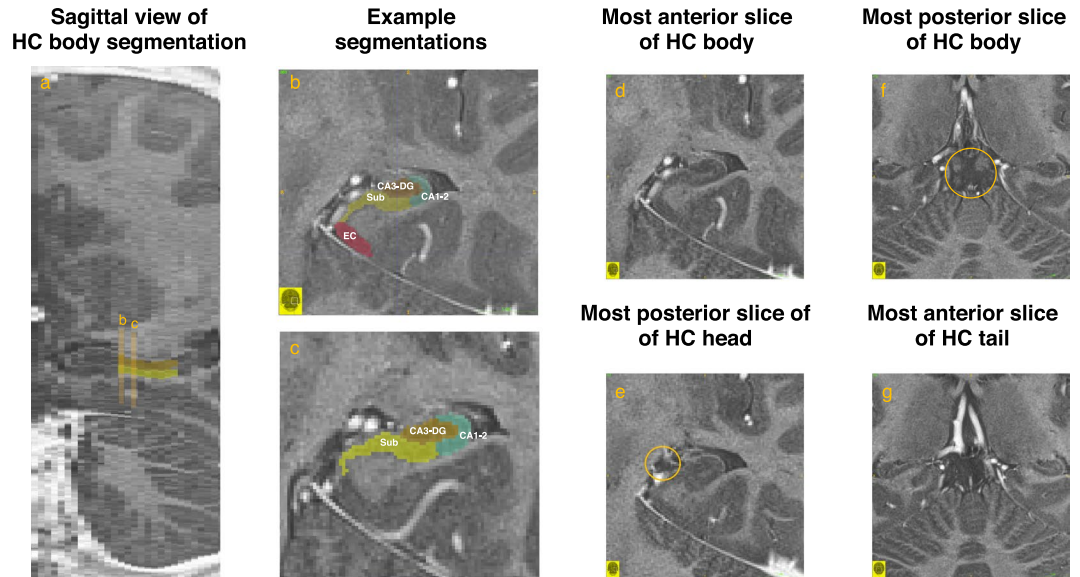 Sagittal view of
HC body segmentation
Example
segmentations
Most anterior slice
of HC body
Most posterior slice
of HC body
a
b
c
b
CA3-DG
CA1-2
Sub
EC
c
CA3-DG
CA1-2
Sub
d
f
Most posterior slice of
of HC head
Most anterior slice
of HC tail
e
g